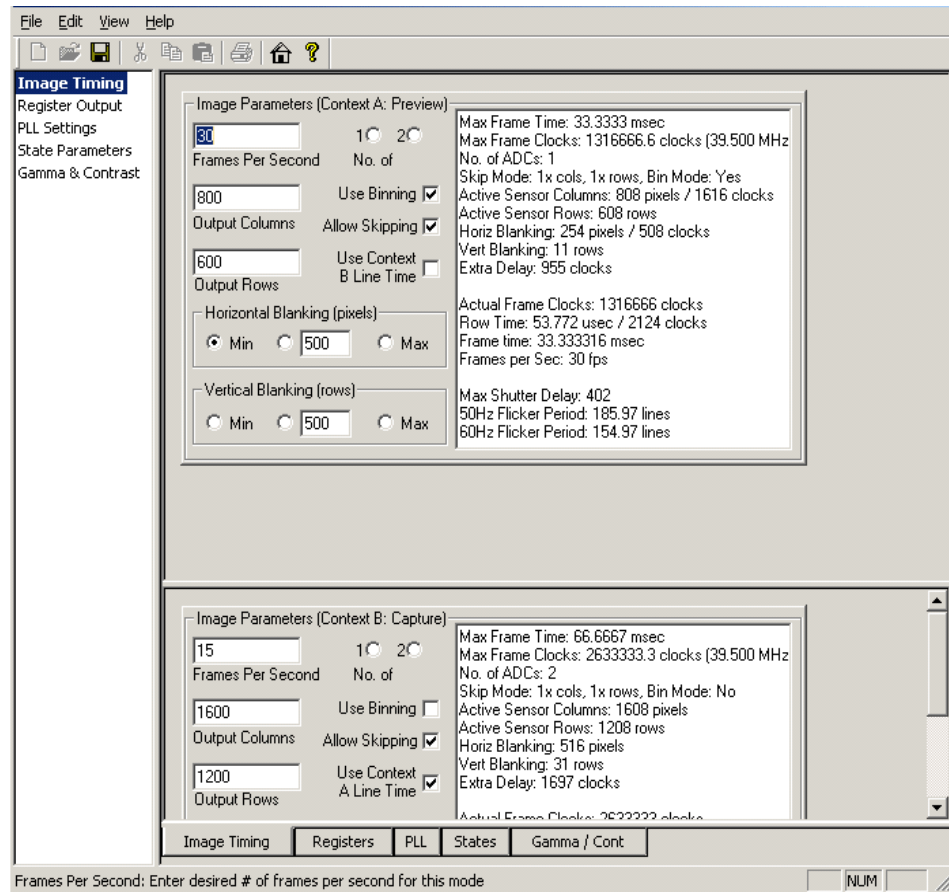 File Edit View Help
Image Timing
Register Output
PLL Settings
State Parameters
Gamma & Contrast
Image Parameters (Context A: Preview)
30
Frames Per Second
1 2
No. of
800
Output Columns
Use Binning
Allow Skipping
600
Output Rows
Use Context
B Line Time
Horizontal Blanking (pixels)
Min 500 Max
Vertical Blanking (rows)
Min 500 Max
Max Frame Time: 33.3333 msec
Max Frame Clocks: 1316666.6 clocks (39.500 MHz
No. of ADCs: 1
Skip Mode: 1x cols, 1x rows, Bin Mode: Yes
Active Sensor Columns: 808 pixels / 1616 clocks
Active Sensor Rows: 608 rows
Horiz Blanking: 254 pixels / 508 clocks
Vert Blanking: 11 rows
Extra Delay: 955 clocks
Actual Frame Clocks: 1316666 clocks
Row Time: 53.772 usec / 2124 clocks
Frame time: 33.333316 msec
Frames per Sec: 30 fps
Max Shutter Delay: 402
50Hz Flicker Period: 185.97 lines
60Hz Flicker Period: 154.97 lines
Image Parameters (Context B: Capture)
15
Frames Per Second
1 2
No. of
1600
Output Columns
Use Binning
Allow Skipping
1200
Output Rows
Use Context
A Line Time
Max Frame Time: 66.6667 msec
Max Frame Clocks: 2633333.3 clocks (39.500 MHz
No. of ADCs: 2
Skip Mode: 1x cols, 1x rows, Bin Mode: No
Active Sensor Columns: 1608 pixels
Active Sensor Rows: 1208 rows
Horiz Blanking: 516 pixels
Vert Blanking: 31 rows
Extra Delay: 1697 clocks
Actual Frame Clocks: 2633333 clocks
Image Timing Registers PLL States Gamma / Cont
Frames Per Second: Enter desired # of frames per second for this mode
NUM